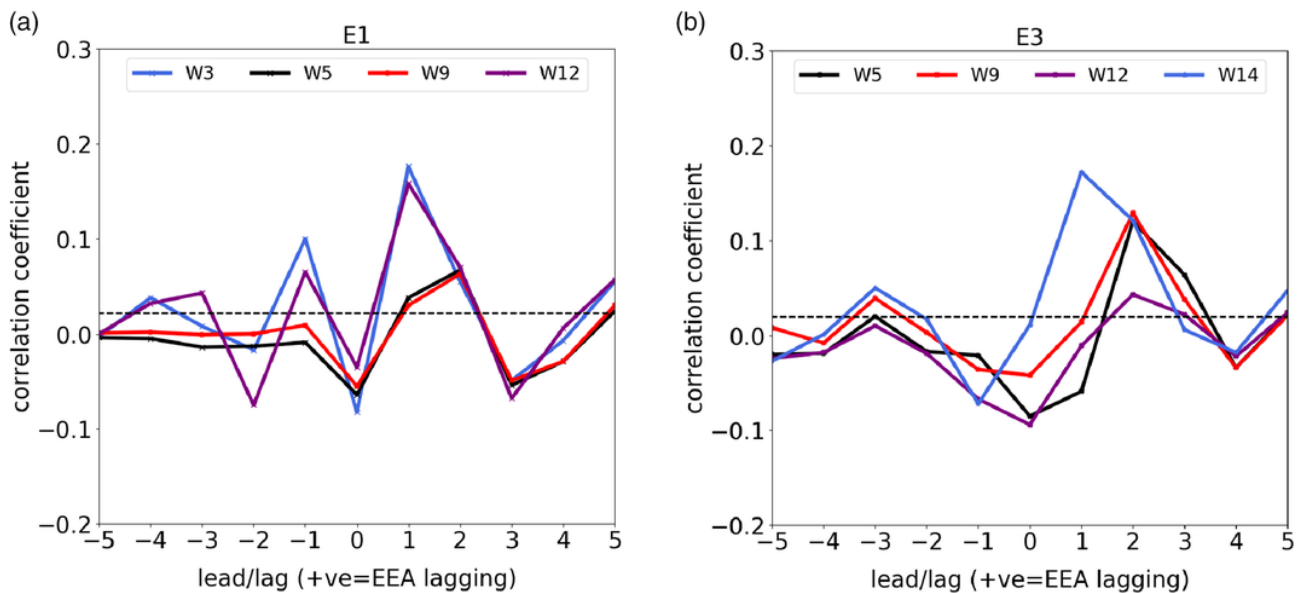 (a)
E1
W3 W5 W9 W12
0.3
0.2
0.1
0.0
−0.1
−0.2
correlation coefficient
−5 −4 −3 −2 −1 0 1 2 3 4 5
lead/lag (+ve=EEA lagging)
(b)
E3
W5 W9 W12 W14
0.3
0.2
0.1
0.0
−0.1
−0.2
correlation coefficient
−5 −4 −3 −2 −1 0 1 2 3 4 5
lead/lag (+ve=EEA lagging)